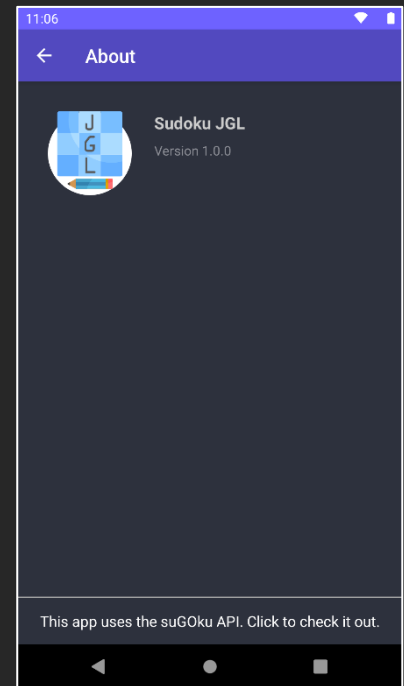 11:06
About
J
G
L
Sudoku JGL
Version 1.0.0
This app uses the suGOku API. Click to check it out.